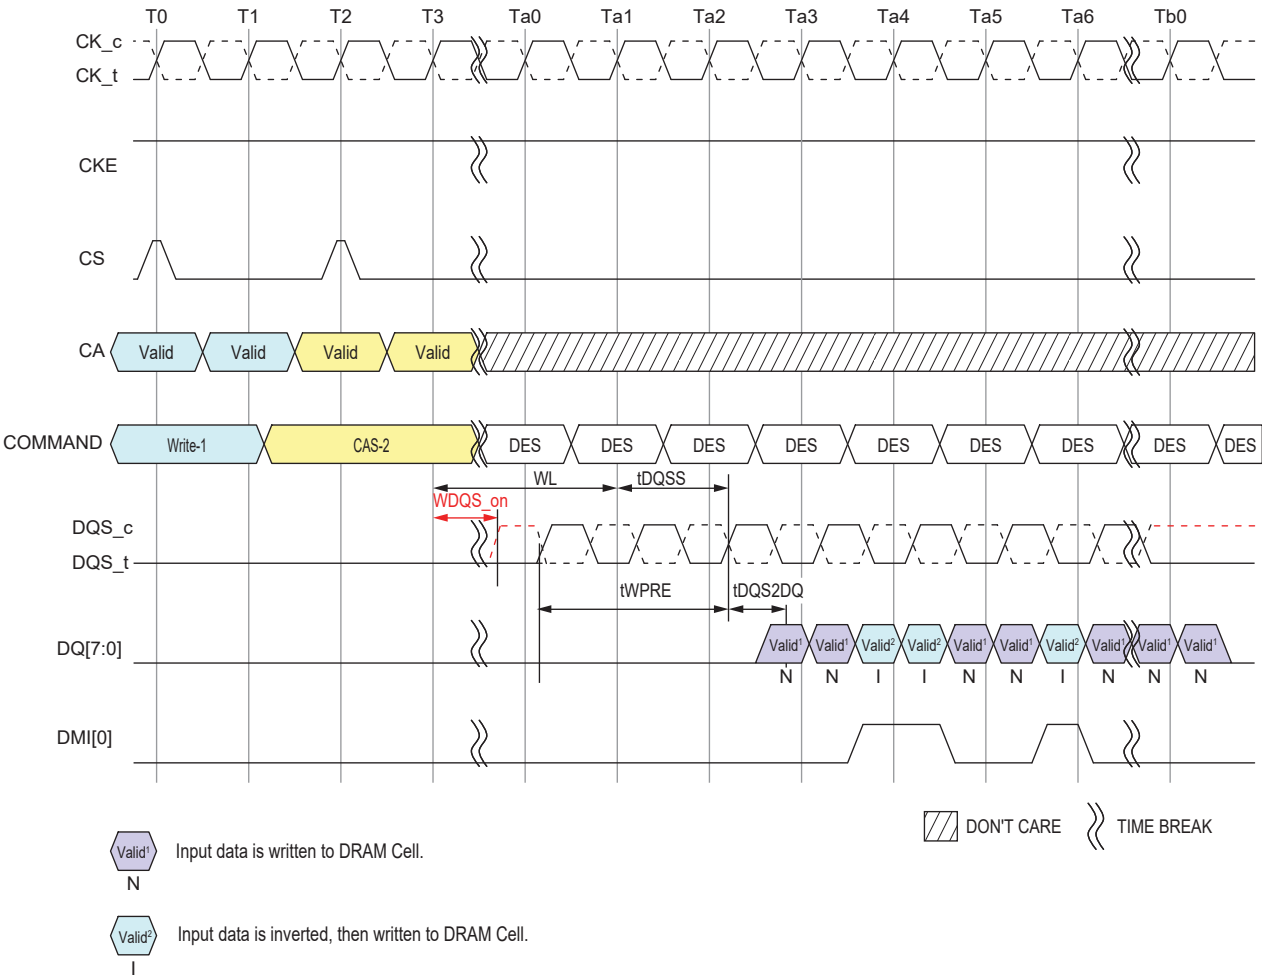 T0 T1 T2 T3 Ta0 Ta1 Ta2 Ta3 Ta4 Ta5 Ta6 Tb0
CK_c
CK_t
CKE
CS
CA Valid Valid Valid Valid
COMMAND Write-1 CAS-2 DES DES DES DES DES DES DES DES DES
WL tDQSS
WDQS_on
DQS_c
DQS_t
tWPRE tDQS2DQ
DQ[7:0] Valid¹ Valid¹ Valid² Valid² Valid¹ Valid¹ Valid² Valid¹ Valid¹ Valid¹
N N I I N N I N N N
DMI[0]
DON'T CARE TIME BREAK
Valid¹ Input data is written to DRAM Cell.
N
Valid² Input data is inverted, then written to DRAM Cell.
I